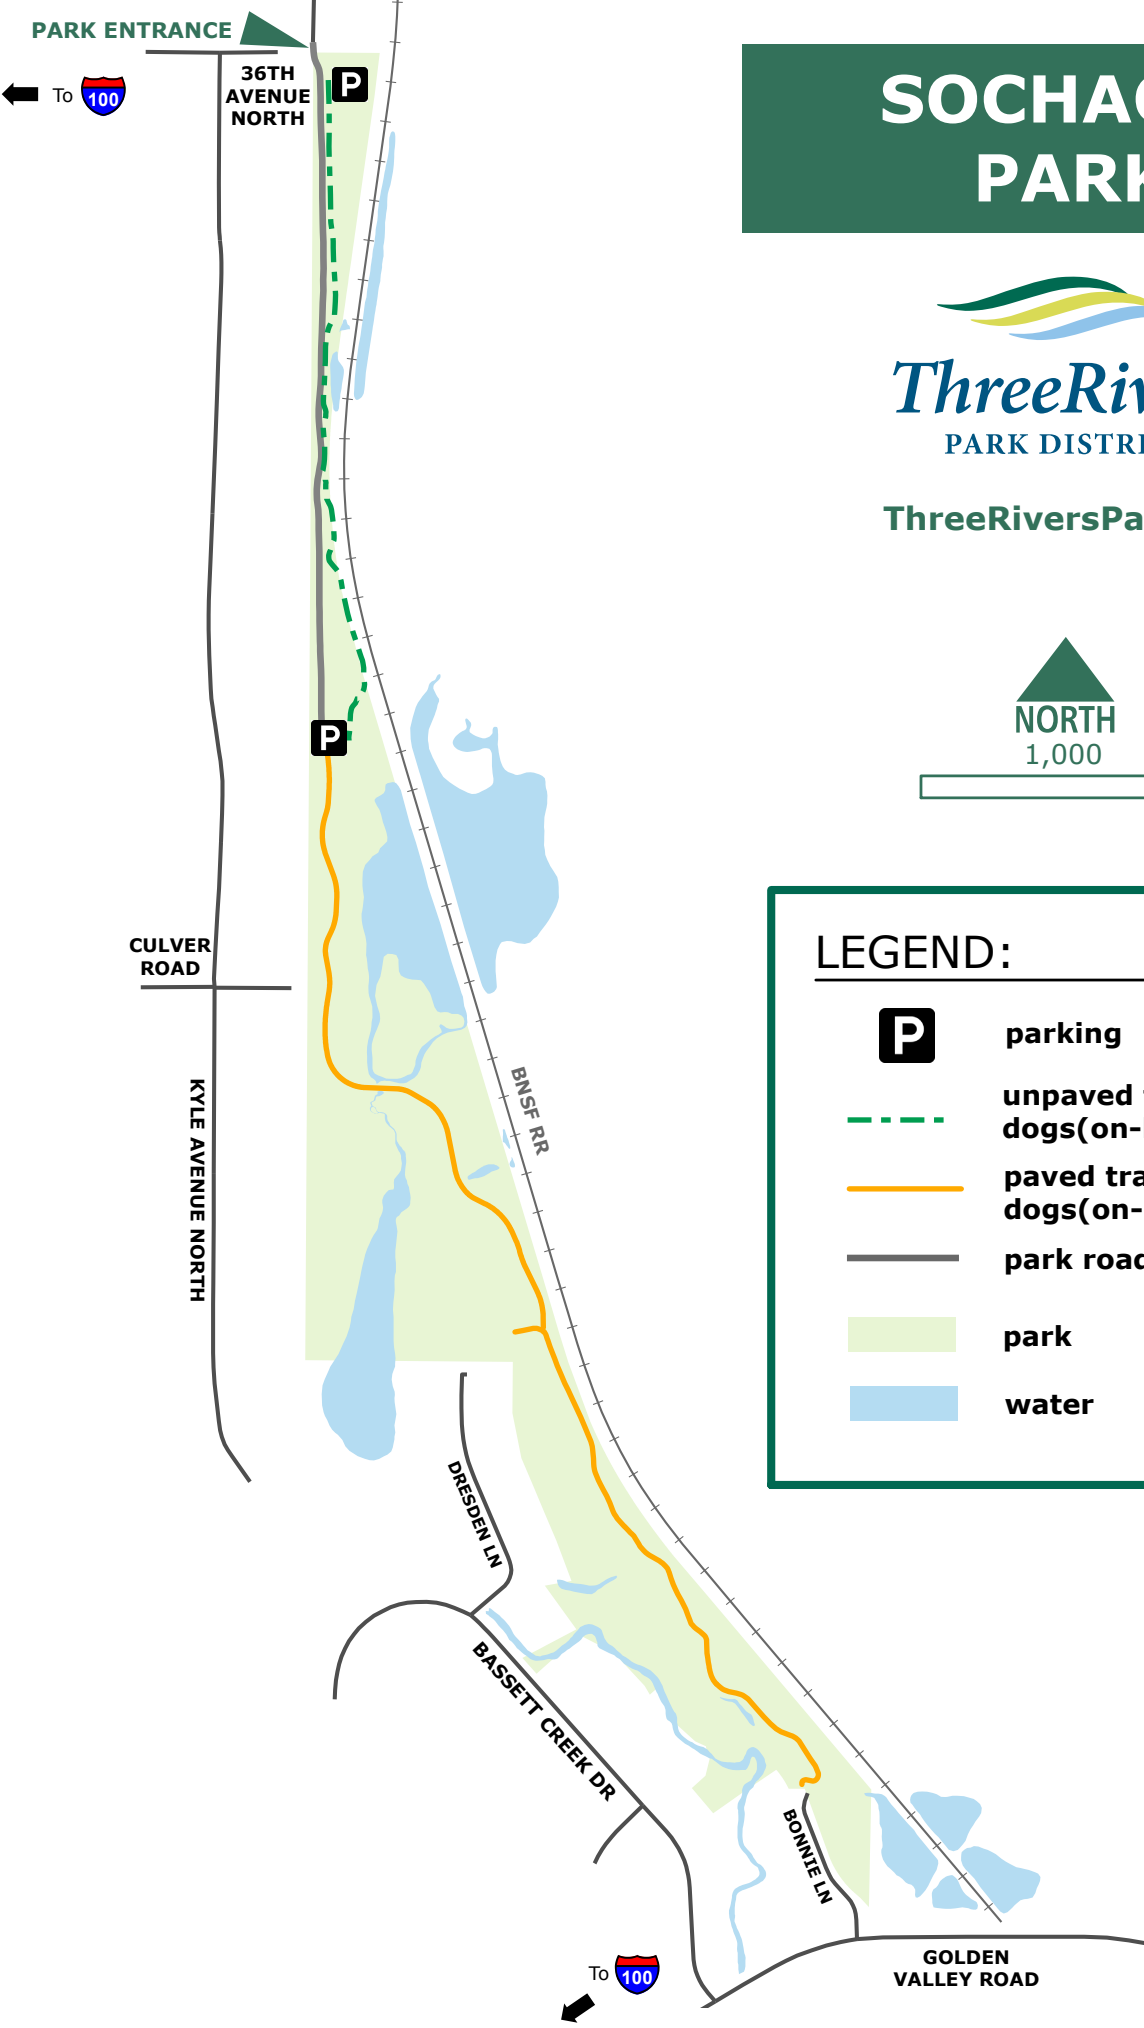 PARK ENTRANCE
To 100
36TH
AVENUE
NORTH
P
SOCHAC
PARK
ThreeRiv
PARK DISTRI
ThreeRiversPa
NORTH
1,000
P
CULVER
ROAD
KYLE AVENUE NORTH
BNSF RR
LEGEND:
P parking
unpaved
dogs(on-
paved tra
dogs(on-
park road
park
water
DRESDEN LN
BASSETT CREEK DR
BONNIE LN
GOLDEN
VALLEY ROAD
To 100